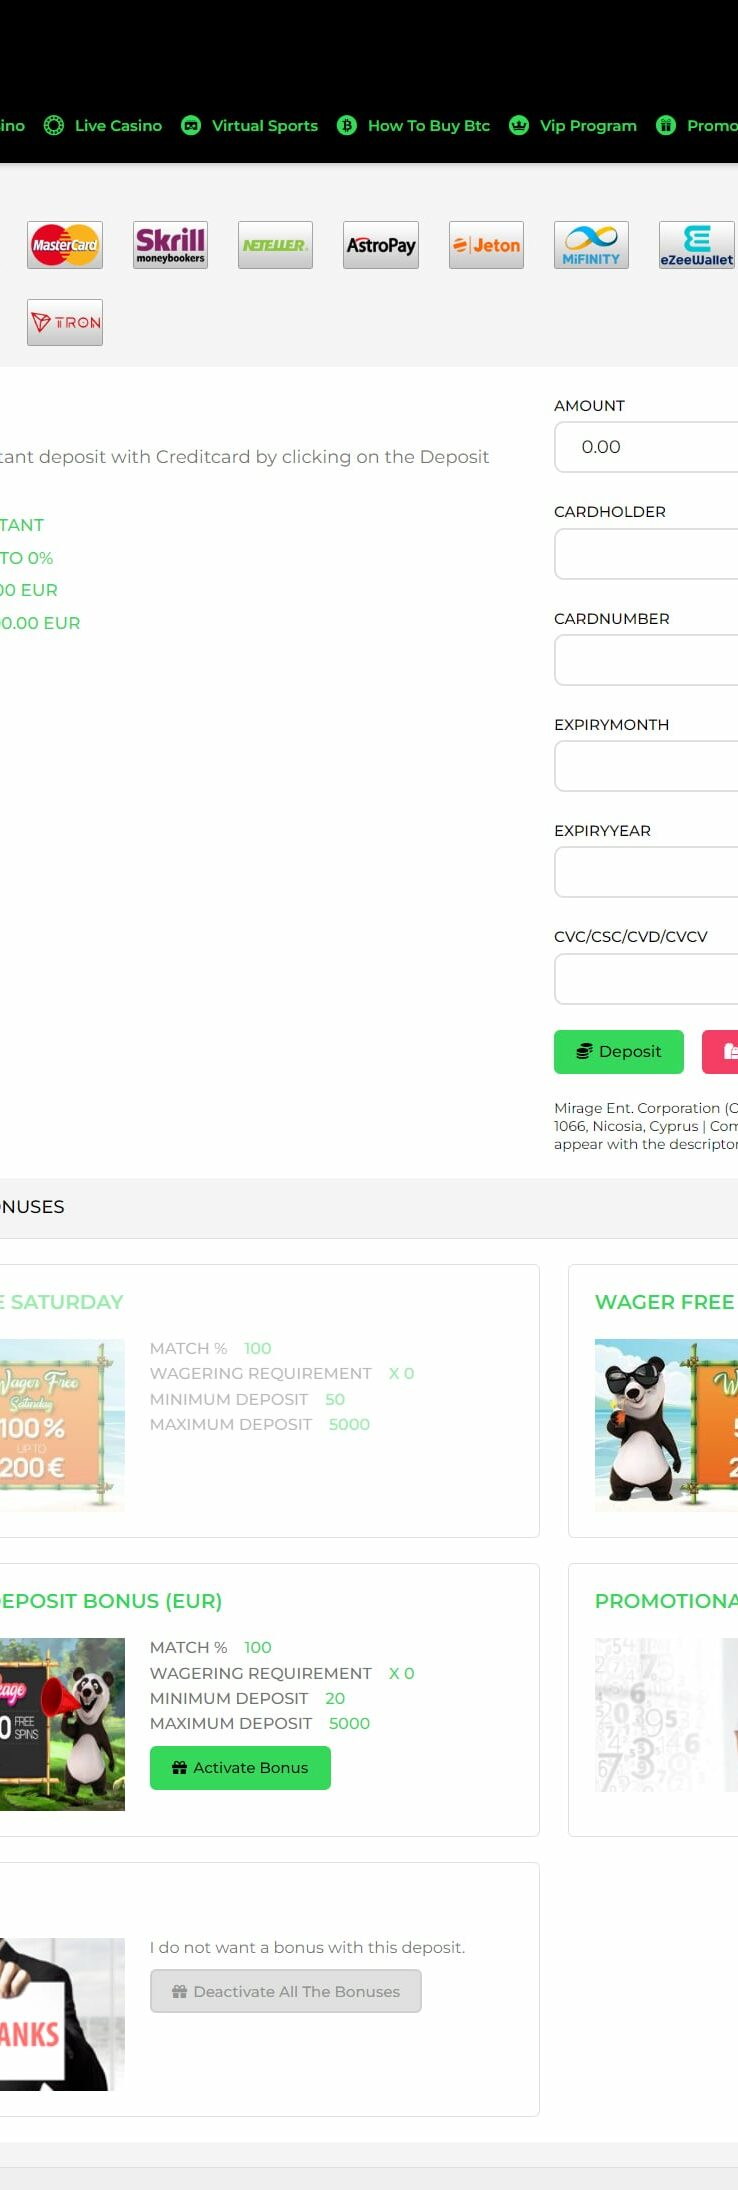 ino Live Casino Virtual Sports How To Buy Btc Vip Program Promo
MasterCard Skrill moneybookers NETELLER AstroPay Jeton MiFINITY eZeeWallet
TRON
AMOUNT
0.00
tant deposit with Creditcard by clicking on the Deposit
TANT
TO 0%
00 EUR
0.00 EUR
CARDHOLDER
CARDNUMBER
EXPIRYMONTH
EXPIRYYEAR
CVC/CSC/CVD/CVCV
Deposit
Mirage Ent. Corporation (C
1066, Nicosia, Cyprus | Com
appear with the descriptor
ONUSES
E SATURDAY
Wager Free
Saturday
100%
UP TO
200€
MATCH % 100
WAGERING REQUIREMENT X 0
MINIMUM DEPOSIT 50
MAXIMUM DEPOSIT 5000
WAGER FREE
DEPOSIT BONUS (EUR)
0 FREE
SPINS
MATCH % 100
WAGERING REQUIREMENT X 0
MINIMUM DEPOSIT 20
MAXIMUM DEPOSIT 5000
Activate Bonus
PROMOTIONA
ANKS
I do not want a bonus with this deposit.
Deactivate All The Bonuses